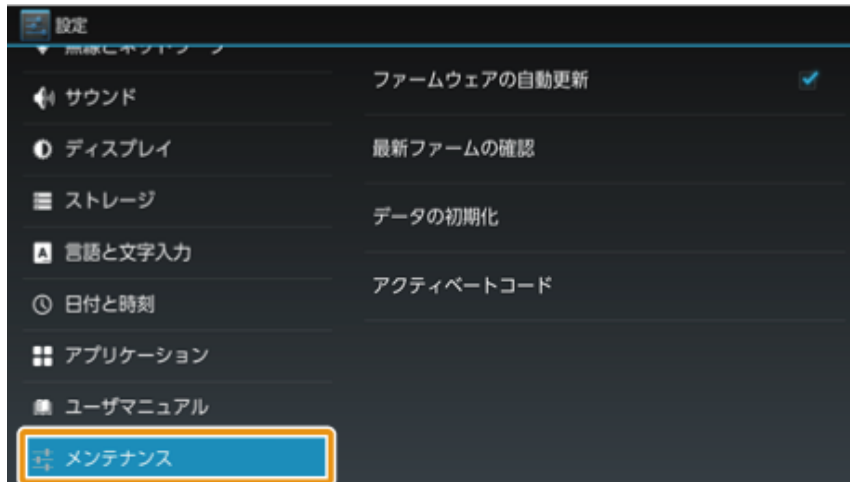 設定
サウンド
ディスプレイ
ストレージ
A 言語と文字入力
日付と時刻
アプリケーション
ユーザマニュアル
メンテナンス
ファームウェアの自動更新
最新ファームの確認
データの初期化
アクティベートコード